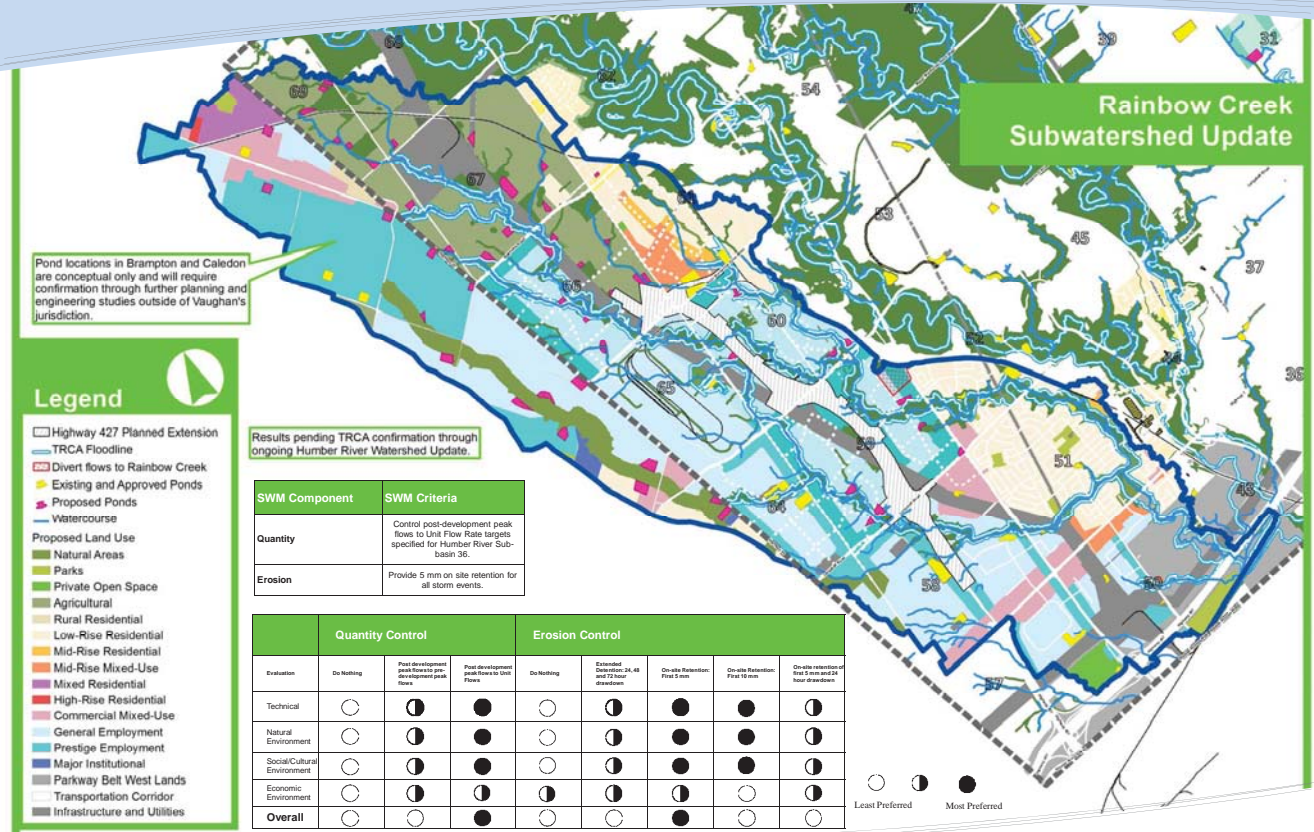 Rainbow Creek
Subwatershed Update
Pond locations in Brampton and Caledon
are conceptual only and will require
confirmation through further planning and
engineering studies outside of Vaughan's
jurisdiction.
Legend
Highway 427 Planned Extension
TRCA Floodline
Divert flows to Rainbow Creek
Existing and Approved Ponds
Proposed Ponds
Watercourse
Proposed Land Use
Natural Areas
Parks
Private Open Space
Agricultural
Rural Residential
Low-Rise Residential
Mid-Rise Residential
Mid-Rise Mixed-Use
Mixed Residential
High-Rise Residential
Commercial Mixed-Use
General Employment
Prestige Employment
Major Institutional
Parkway Belt West Lands
Transportation Corridor
Infrastructure and Utilities
Results pending TRCA confirmation through
ongoing Humber River Watershed Update.
SWM Component SWM Criteria
Quantity
Control post-development peak
flows to Unit Flow Rate targets
specified for Humber River Sub-
basin 36.
Erosion
Provide 5 mm on site retention for
all storm events.
Quantity Control Erosion Control
Evaluation
Do Nothing
Post development
peak flows to pre-
development peak
flows
Post development
peak flows to Unit
Flows
Do Nothing
Extended
Detention: 24, 48
and 72 hour
drawdown
On-site Retention:
First 5 mm
On-site Retention:
First 10 mm
On-site retention of
first 5 mm and 24
hour drawdown
Technical
Natural
Environment
Social/Cultural
Environment
Economic
Environment
Overall
Least Preferred Most Preferred
68
69
62
54
39
31
67
53
45
37
66
60
52
36
65
51
64
58
57